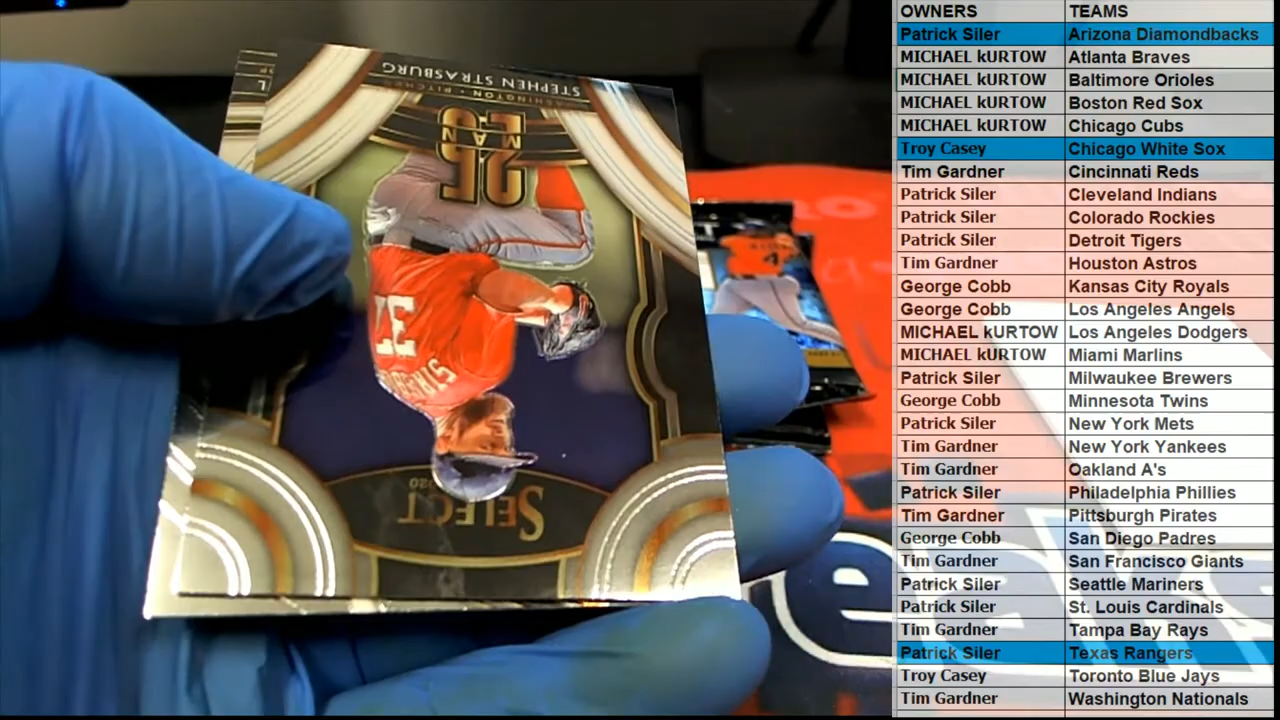 STEPHEN STRASBURG
WASHINGTON • PITCHER
25
MAN
37
SELECT
2020
OWNERS TEAMS
Patrick Siler Arizona Diamondbacks
MICHAEL kURTOW Atlanta Braves
MICHAEL kURTOW Baltimore Orioles
MICHAEL kURTOW Boston Red Sox
MICHAEL kURTOW Chicago Cubs
Troy Casey Chicago White Sox
Tim Gardner Cincinnati Reds
Patrick Siler Cleveland Indians
Patrick Siler Colorado Rockies
Patrick Siler Detroit Tigers
Tim Gardner Houston Astros
George Cobb Kansas City Royals
George Cobb Los Angeles Angels
MICHAEL kURTOW Los Angeles Dodgers
MICHAEL kURTOW Miami Marlins
Patrick Siler Milwaukee Brewers
George Cobb Minnesota Twins
Patrick Siler New York Mets
Tim Gardner New York Yankees
Tim Gardner Oakland A's
Patrick Siler Philadelphia Phillies
Tim Gardner Pittsburgh Pirates
George Cobb San Diego Padres
Tim Gardner San Francisco Giants
Patrick Siler Seattle Mariners
Patrick Siler St. Louis Cardinals
Tim Gardner Tampa Bay Rays
Patrick Siler Texas Rangers
Troy Casey Toronto Blue Jays
Tim Gardner Washington Nationals